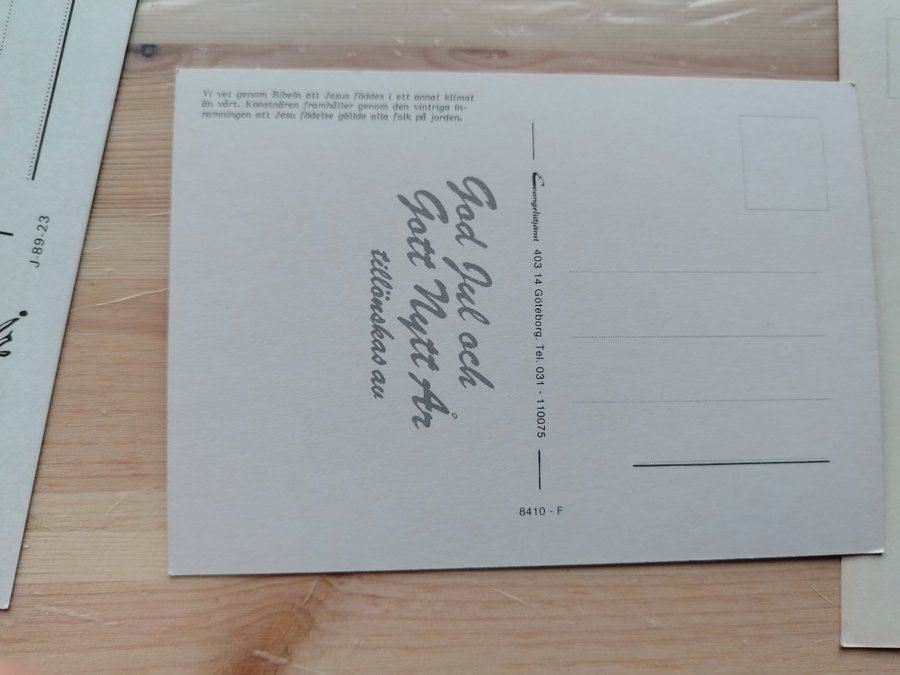 Vi vet genom Bibeln att Jesus föddes i ett annat klimat
än vårt. Konstnären framhåller genom den vintriga in-
ramningen att Jesu födelse gällde alla folk på jorden.
God Jul och
Gott Nytt År
tillönskas av
Evangelietjänst 403 14 Göteborg. Tel. 031 - 110075
8410 - F
J-89-23